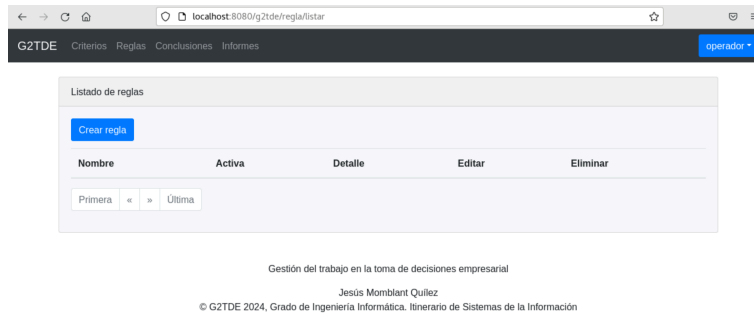 localhost:8080/g2tde/regla/listar
G2TDE Criterios Reglas Conclusiones Informes operador
Listado de reglas
Crear regla
Nombre Activa Detalle Editar Eliminar
Primera « » Última
Gestión del trabajo en la toma de decisiones empresarial
Jesús Momblant Quílez
© G2TDE 2024, Grado de Ingeniería Informática. Itinerario de Sistemas de la Información